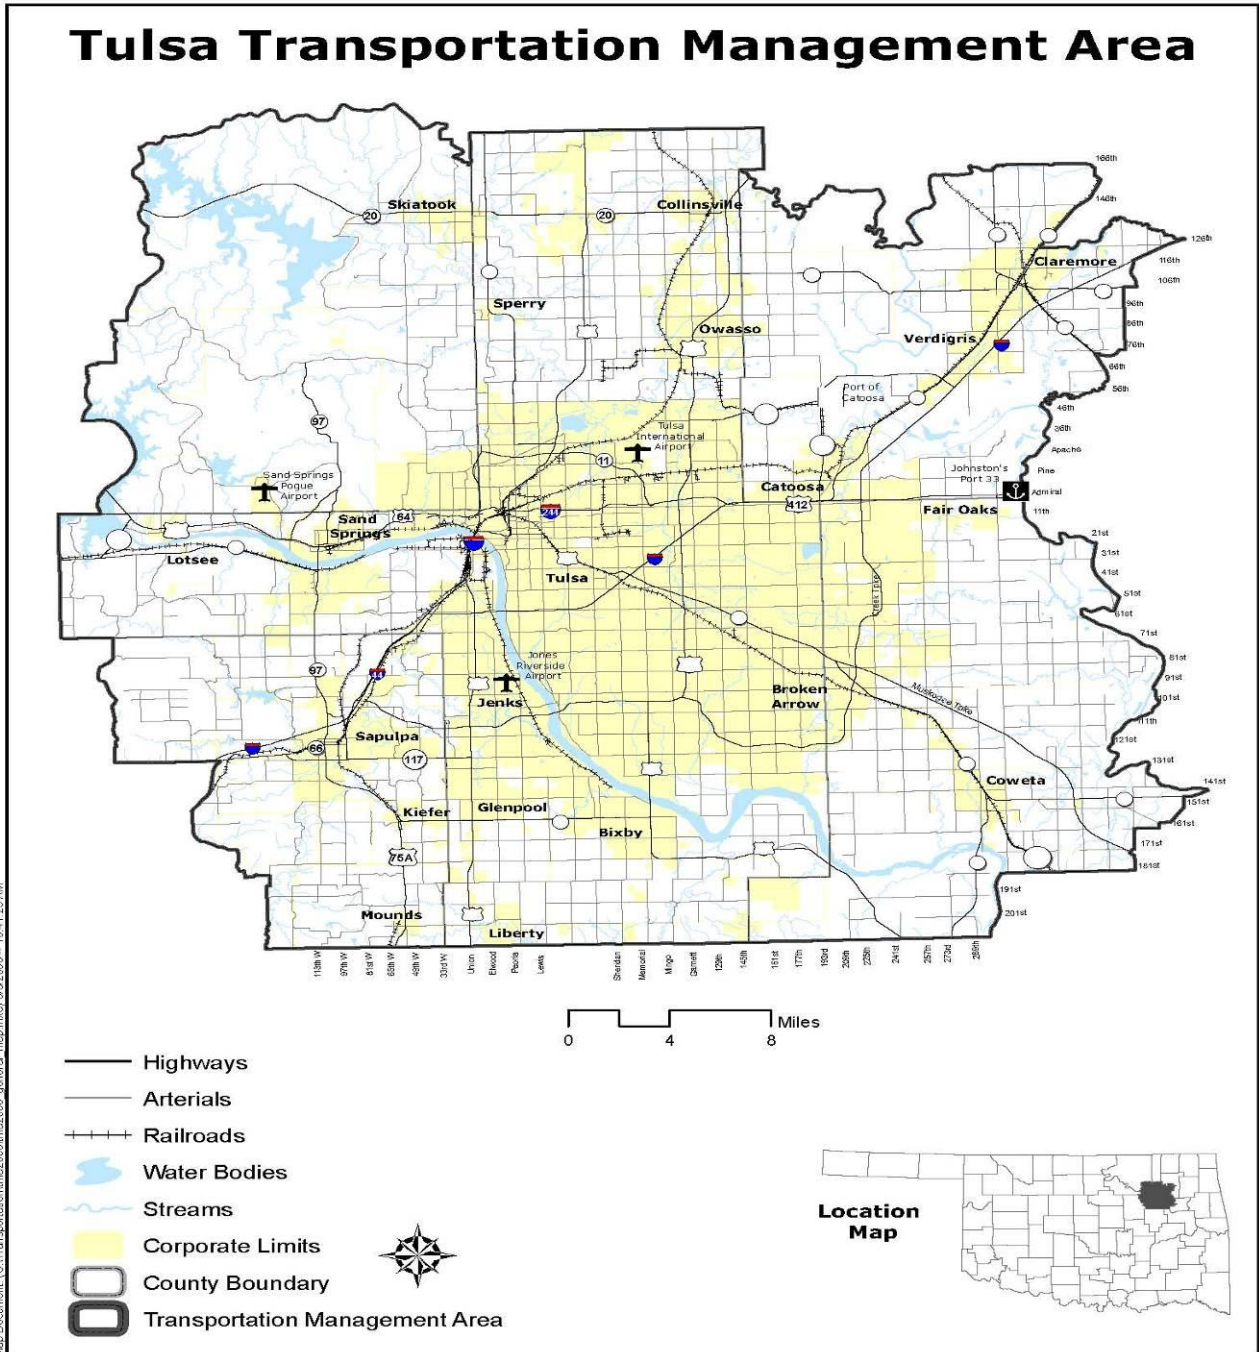 Tulsa Transportation Management Area
Skiatook
20
20
Collinsville
166th
146th
126th
116th
106th
Claremore
96th
86th
76th
66th
56th
46th
36th
Apache
Pine
Admiral
11th
Sperry
Owasso
Verdigris
Port of
Catoosa
97
Tulsa
International
Airport
11
Sand Springs
Pogue
Airport
Johnston's
Port 33
Catoosa
412
Fair Oaks
Sand
Springs
64
244
Lotsee
Tulsa
Creek Tpke
21st
31st
41st
51st
61st
71st
81st
91st
101st
111th
121st
131st
141st
151st
161st
171st
181st
191st
201st
97
44
Jones
Riverside
Airport
Jenks
Broken
Arrow
Muskogee Tpke
Sapulpa
66
117
Coweta
Kiefer
Glenpool
Bixby
75A
Mounds
Liberty
113th W
97th W
81st W
65th W
49th W
33rd W
Union
Elwood
Peoria
Lewis
Sheridan
Memorial
Mingo
Garnett
129th
145th
161st
177th
193rd
209th
225th
241st
257th
273rd
289th
Miles
0 4 8
Highways
Arterials
Railroads
Water Bodies
Streams
Corporate Limits
County Boundary
Transportation Management Area
Location
Map